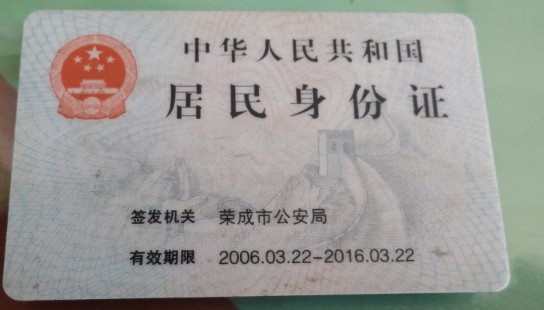 中华人民共和国
居民身份证
签发机关 荣成市公安局
有效期限 2006.03.22-2016.03.22